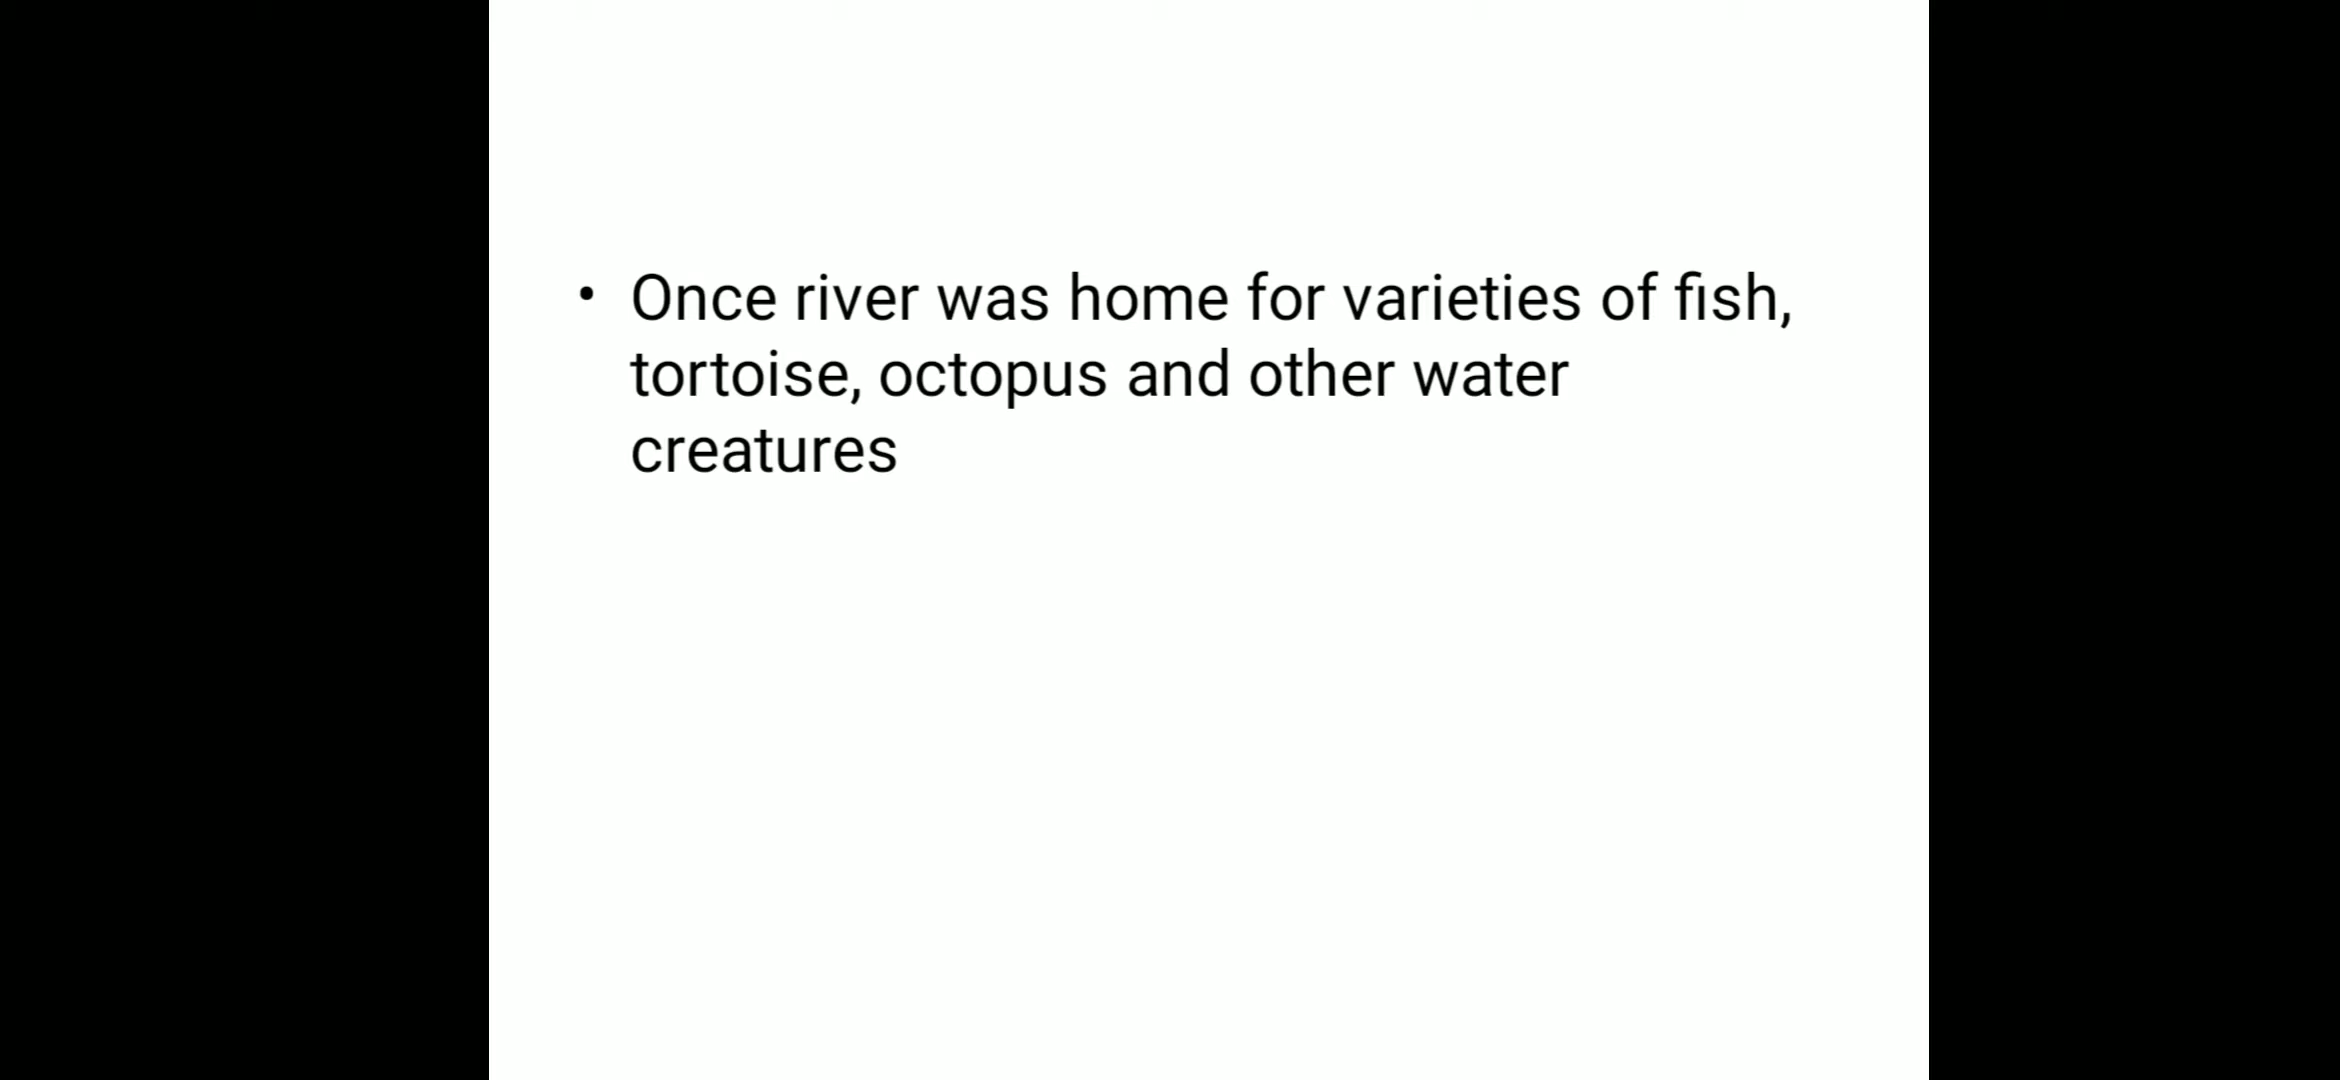 • Once river was home for varieties of fish,
tortoise, octopus and other water
creatures